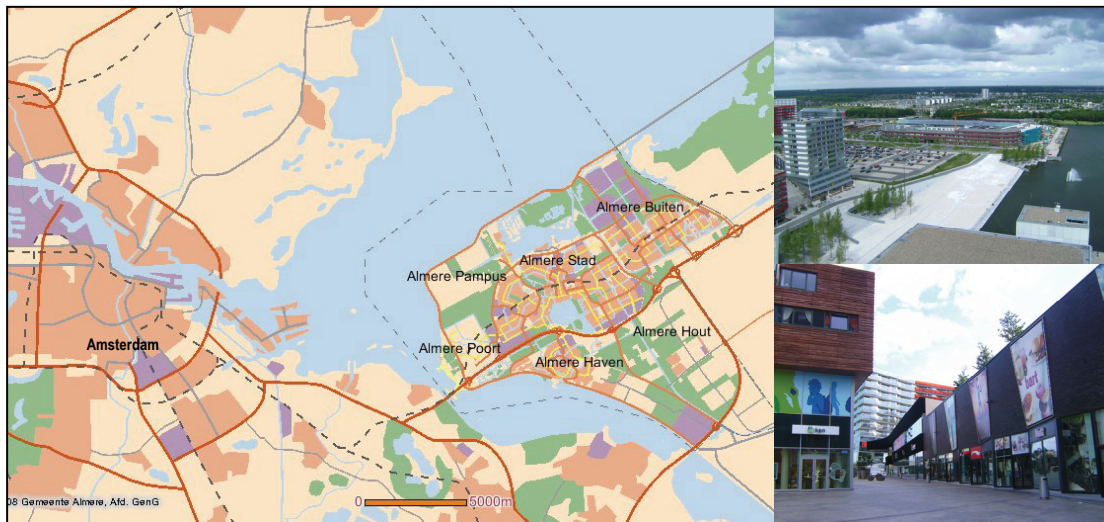 Almere Buiten
Almere Stad
Almere Pampus
Almere Hout
Amsterdam
Almere Poort
Almere Haven
08 Gemeente Almere, Afd. GenG
0 5000m